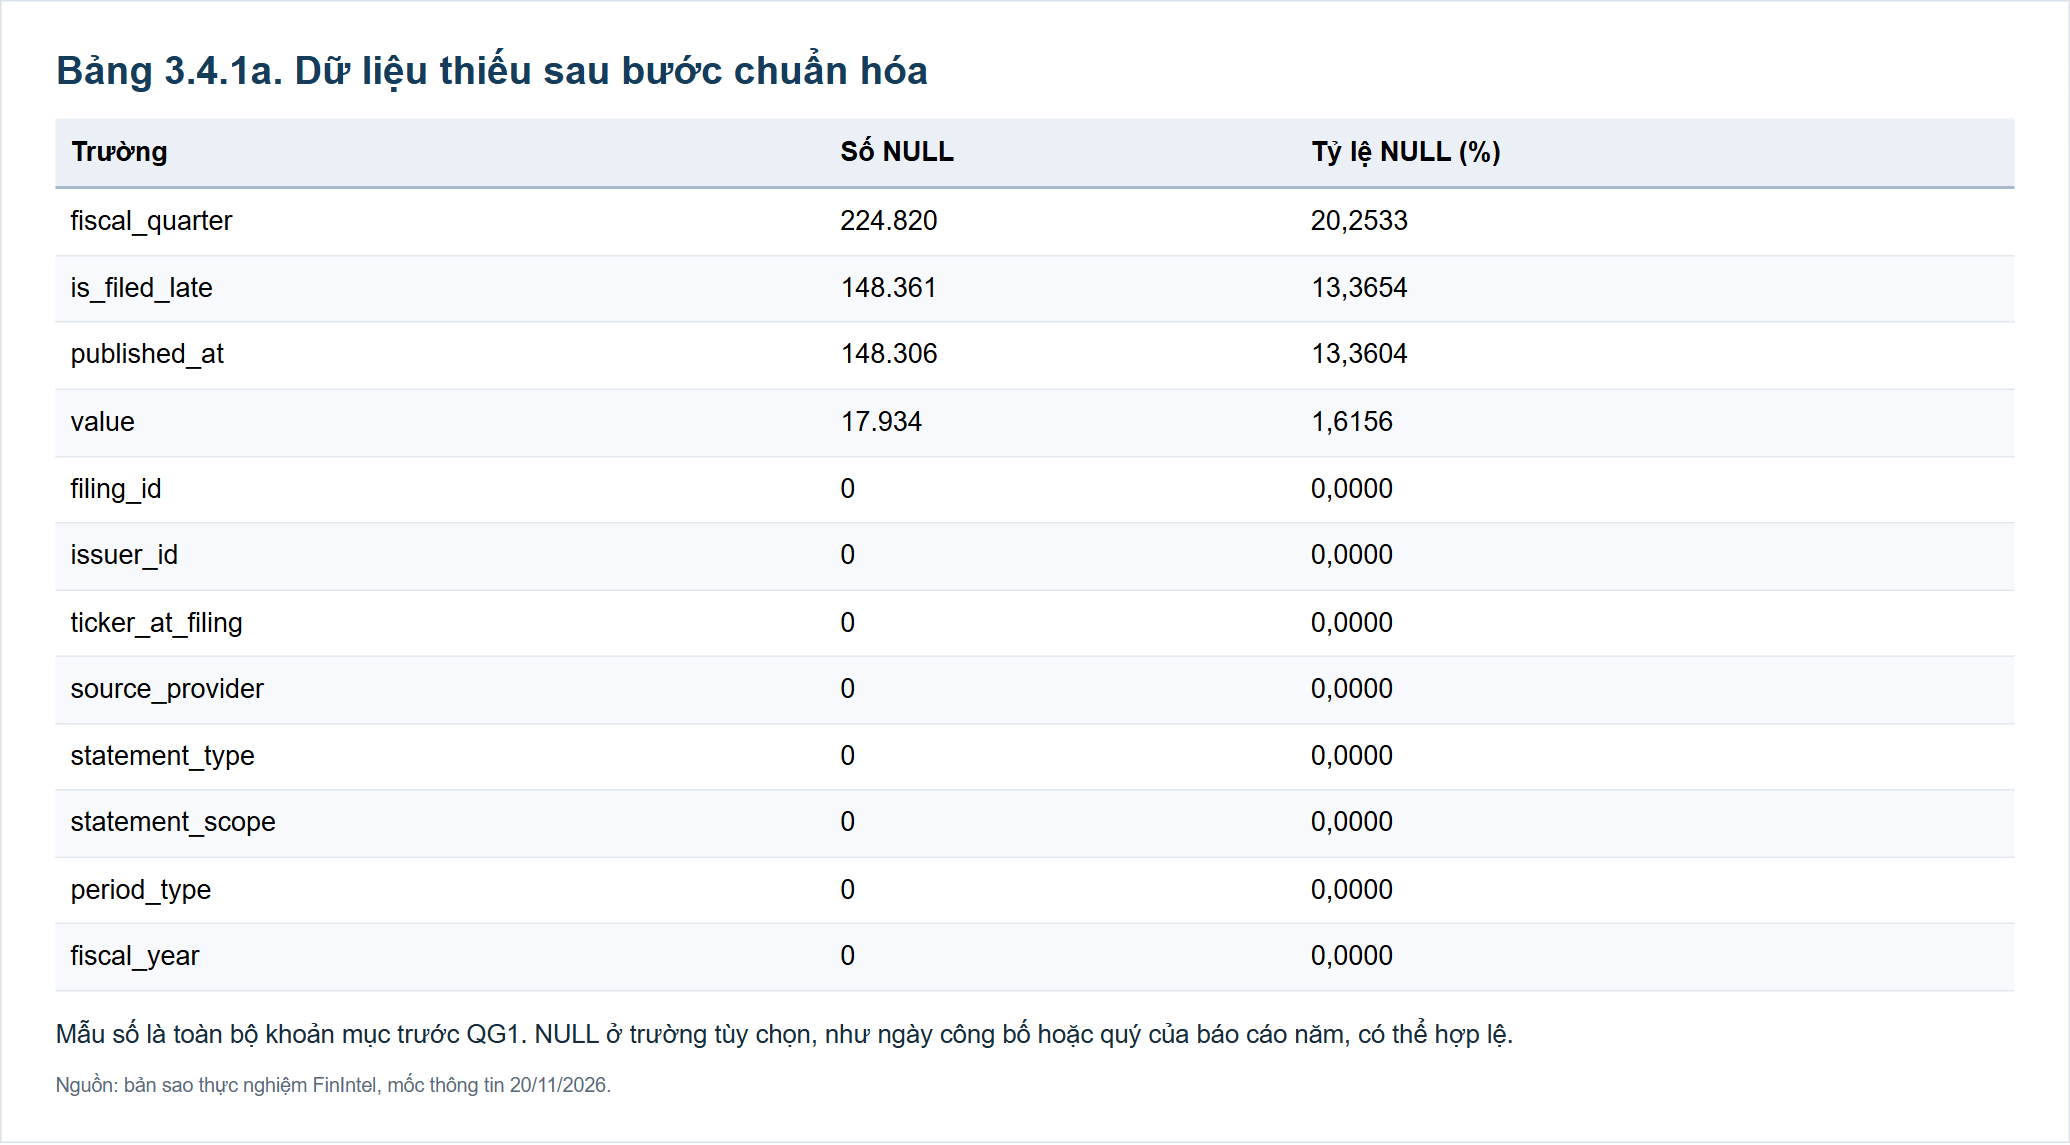 Bảng 3.4.1a. Dữ liệu thiếu sau bước chuẩn hóa
Trường Số NULL Tỷ lệ NULL (%)
fiscal_quarter 224.820 20,2533
is_filed_late 148.361 13,3654
published_at 148.306 13,3604
value 17.934 1,6156
filing_id 0 0,0000
issuer_id 0 0,0000
ticker_at_filing 0 0,0000
source_provider 0 0,0000
statement_type 0 0,0000
statement_scope 0 0,0000
period_type 0 0,0000
fiscal_year 0 0,0000
Mẫu số là toàn bộ khoản mục trước QG1. NULL ở trường tùy chọn, như ngày công bố hoặc quý của báo cáo năm, có thể hợp lệ.
Nguồn: bản sao thực nghiệm FinIntel, mốc thông tin 20/11/2026.